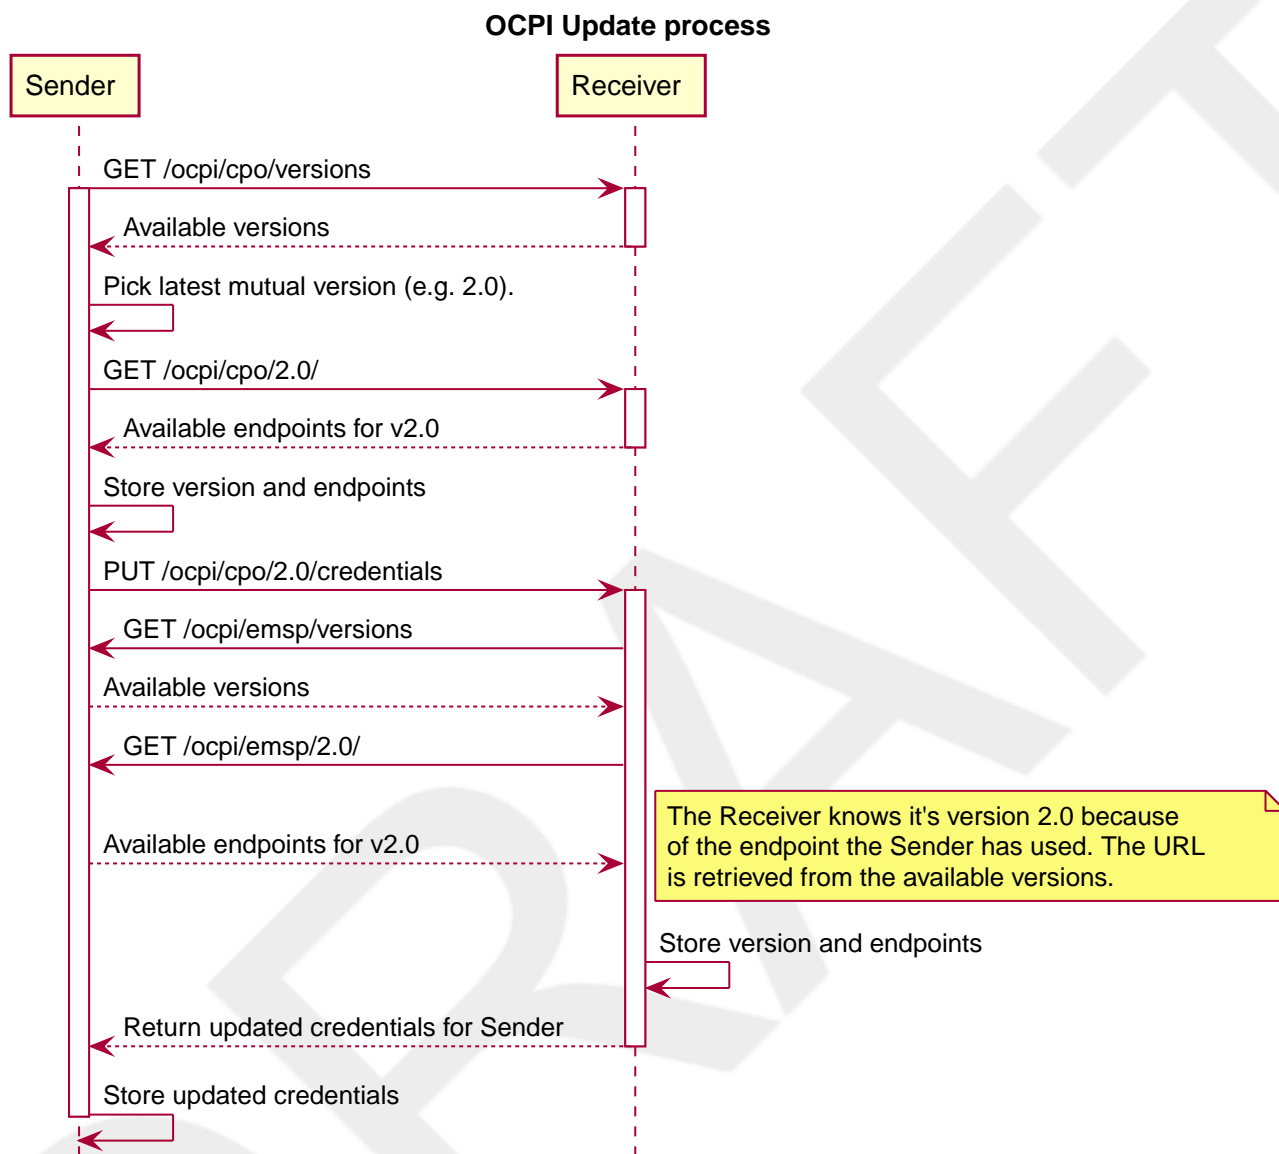 OCPI Update process
Sender
Receiver
GET /ocpi/cpo/versions
Available versions
Pick latest mutual version (e.g. 2.0).
GET /ocpi/cpo/2.0/
Available endpoints for v2.0
Store version and endpoints
PUT /ocpi/cpo/2.0/credentials
GET /ocpi/emsp/versions
Available versions
GET /ocpi/emsp/2.0/
Available endpoints for v2.0
The Receiver knows it's version 2.0 because
of the endpoint the Sender has used. The URL
is retrieved from the available versions.
Store version and endpoints
Return updated credentials for Sender
Store updated credentials
DRAFT